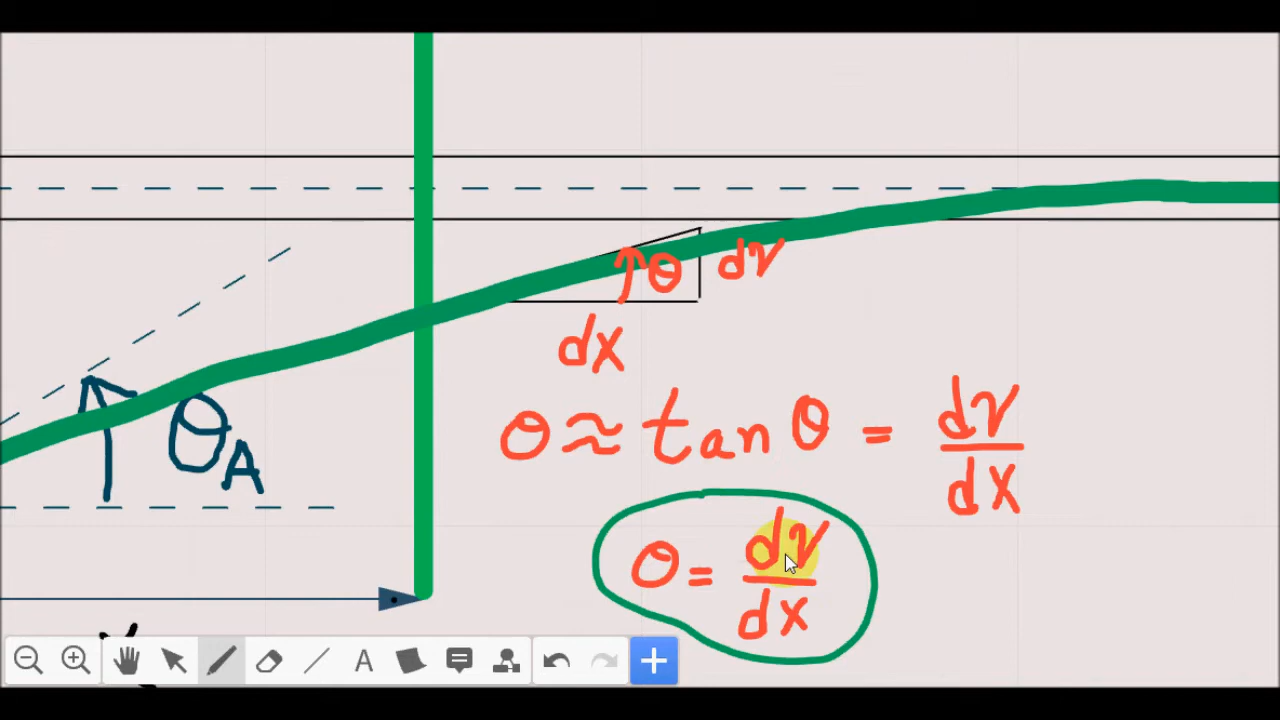 θ dv
dx
θ ≈ tan θ = dv/dx
θA
θ = dv/dx
x
A